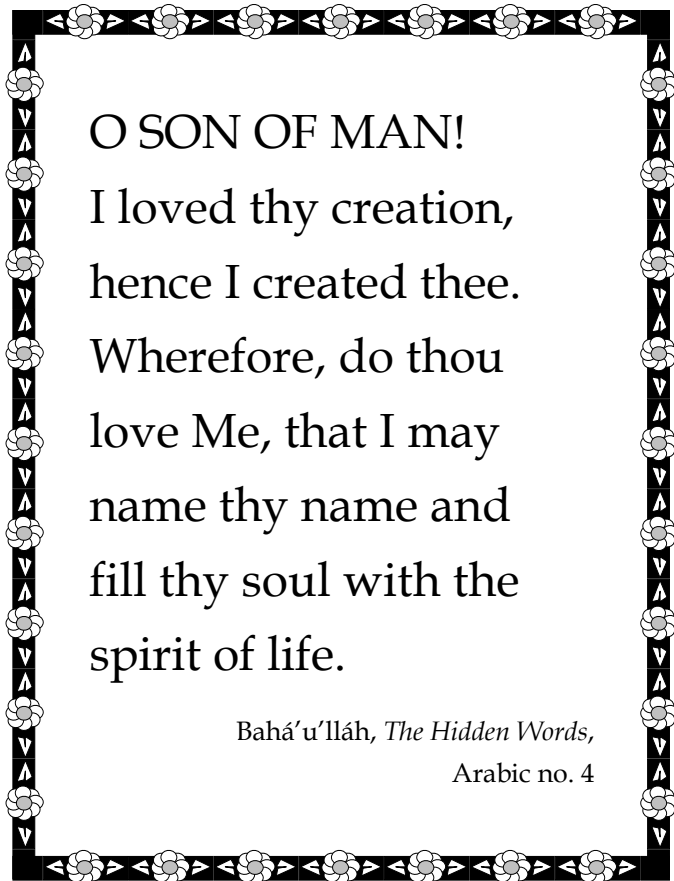 O SON OF MAN!
I loved thy creation,
hence I created thee.
Wherefore, do thou
love Me, that I may
name thy name and
fill thy soul with the
spirit of life.
Bahá’u’lláh, The Hidden Words,
Arabic no. 4